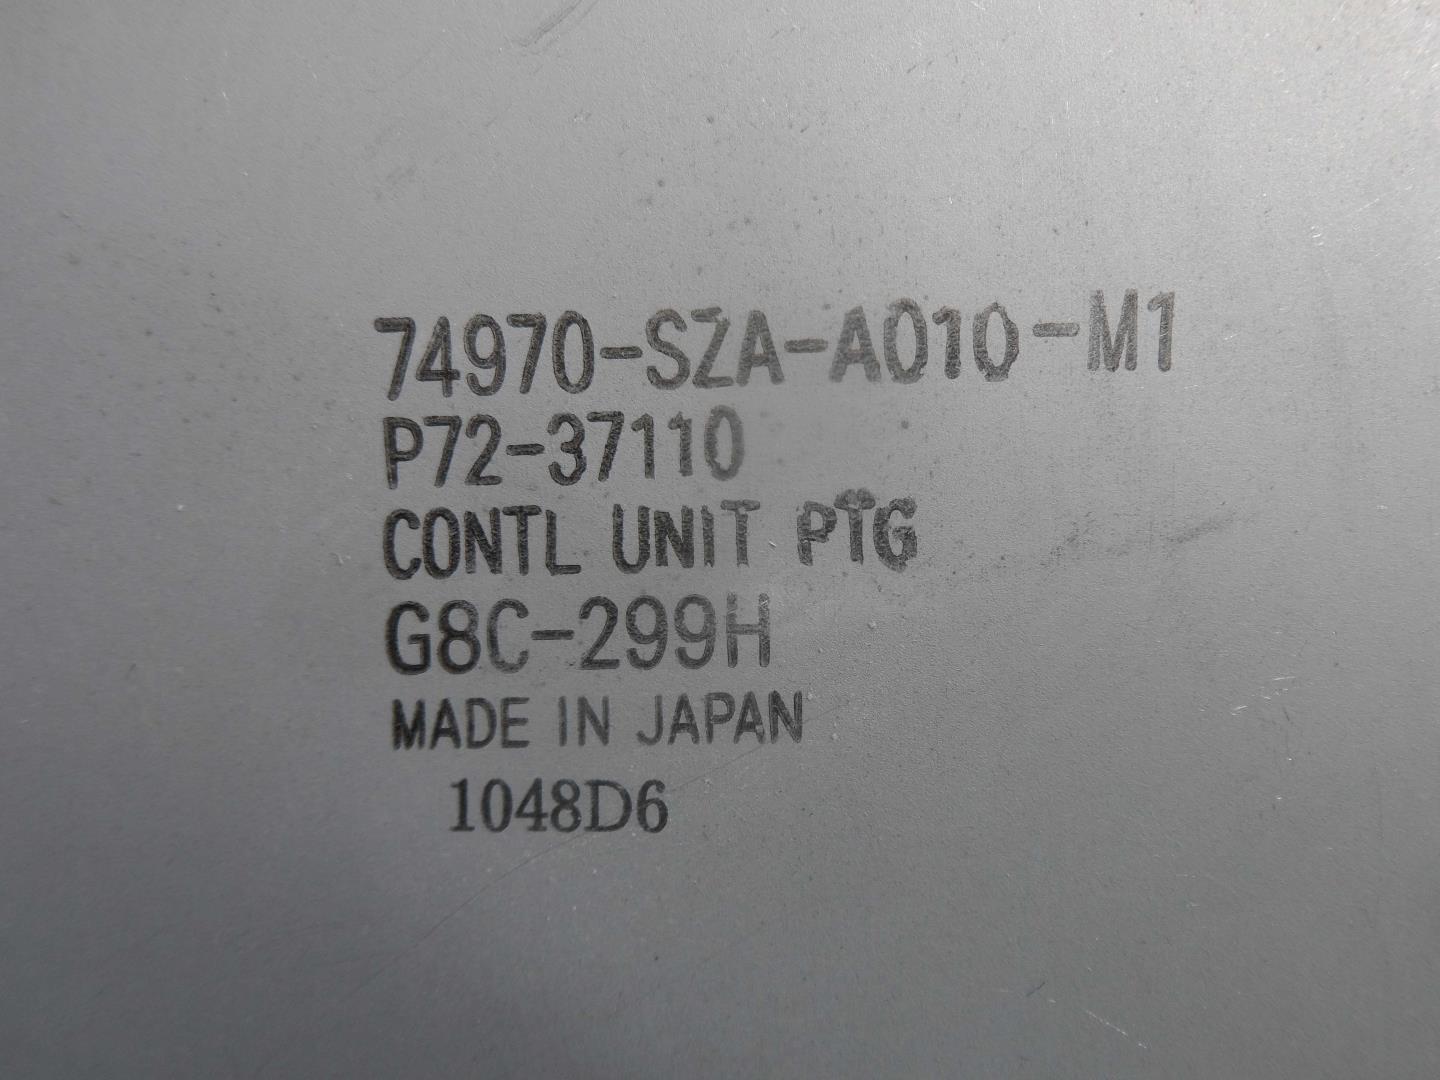 74970-SZA-A010-M1
P72-37110
CONTL UNIT PTG
G8C-299H
MADE IN JAPAN
1048D6